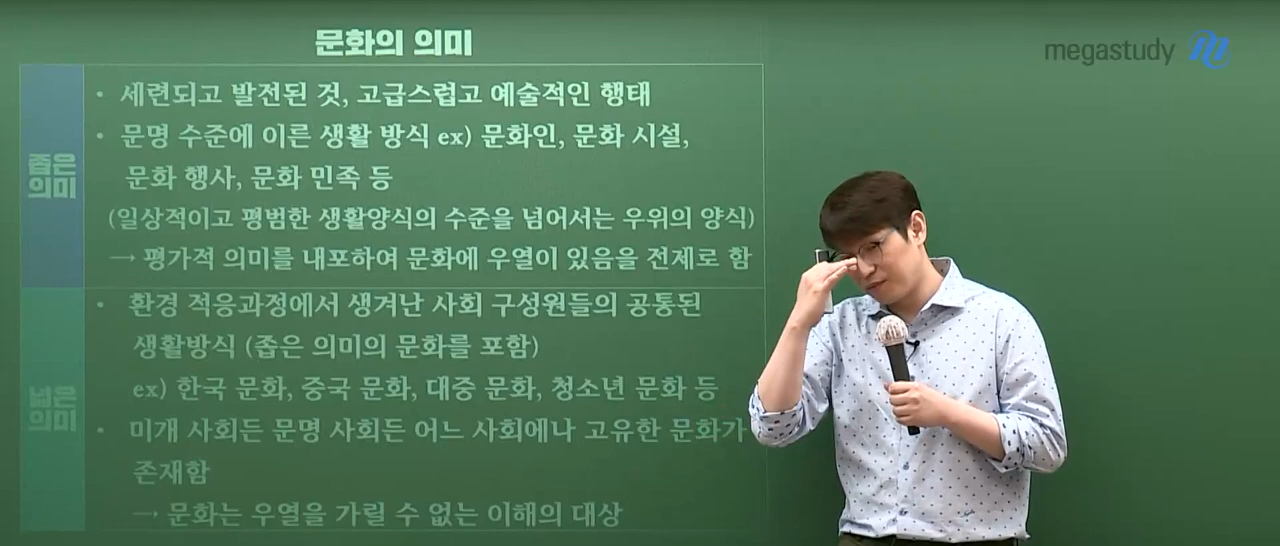 문화의 의미
megastudy
좁은
의미
• 세련되고 발전된 것, 고급스럽고 예술적인 행태
• 문명 수준에 이른 생활 방식 ex) 문화인, 문화 시설,
문화 행사, 문화 민족 등
(일상적이고 평범한 생활양식의 수준을 넘어서는 우위의 양식)
→ 평가적 의미를 내포하여 문화에 우열이 있음을 전제로 함
넓은
의미
• 환경 적응과정에서 생겨난 사회 구성원들의 공통된
생활방식 (좁은 의미의 문화를 포함)
ex) 한국 문화, 중국 문화, 대중 문화, 청소년 문화 등
• 미개 사회든 문명 사회든 어느 사회에나 고유한 문화가
존재함
→ 문화는 우열을 가릴 수 없는 이해의 대상